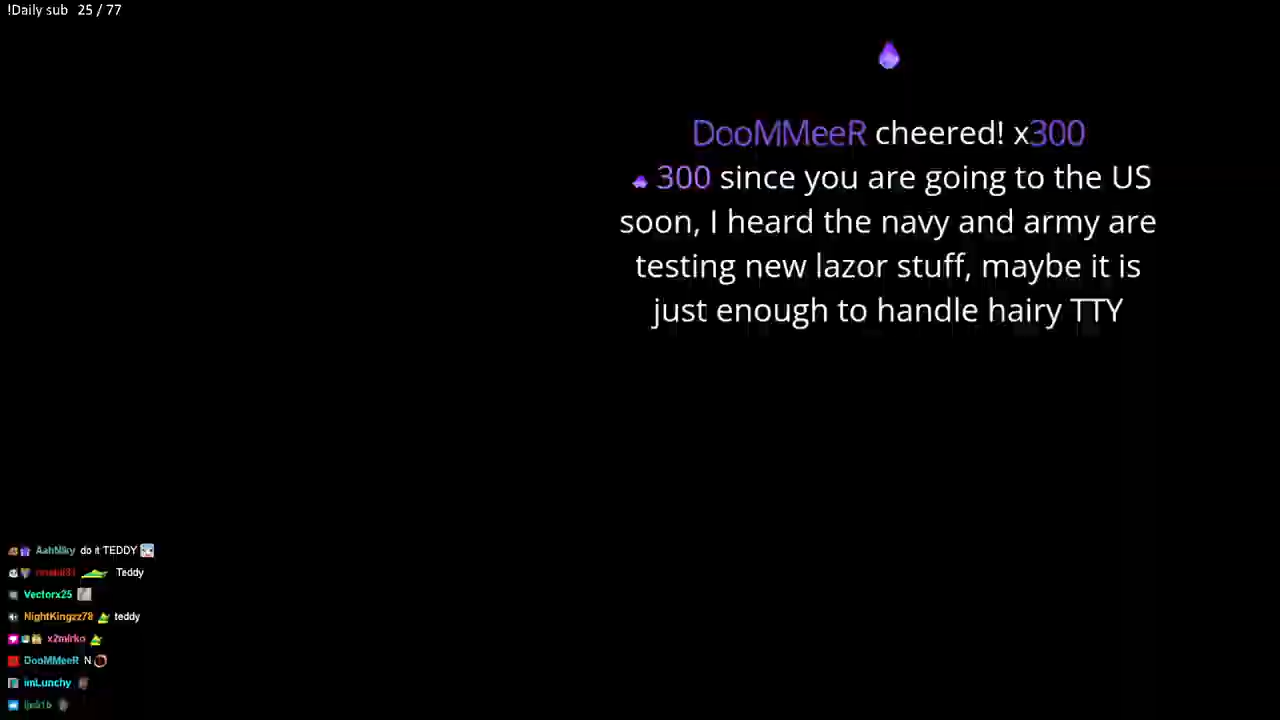 !Daily sub 25 / 77
DooMMeeR cheered! x300
300 since you are going to the US
soon, I heard the navy and army are
testing new lazor stuff, maybe it is
just enough to handle hairy TTY
AahNiky do it TEDDY
Teddy
Vectorx25
NightKingzz78 teddy
x2mirko
DooMMeeR N
imLunchy